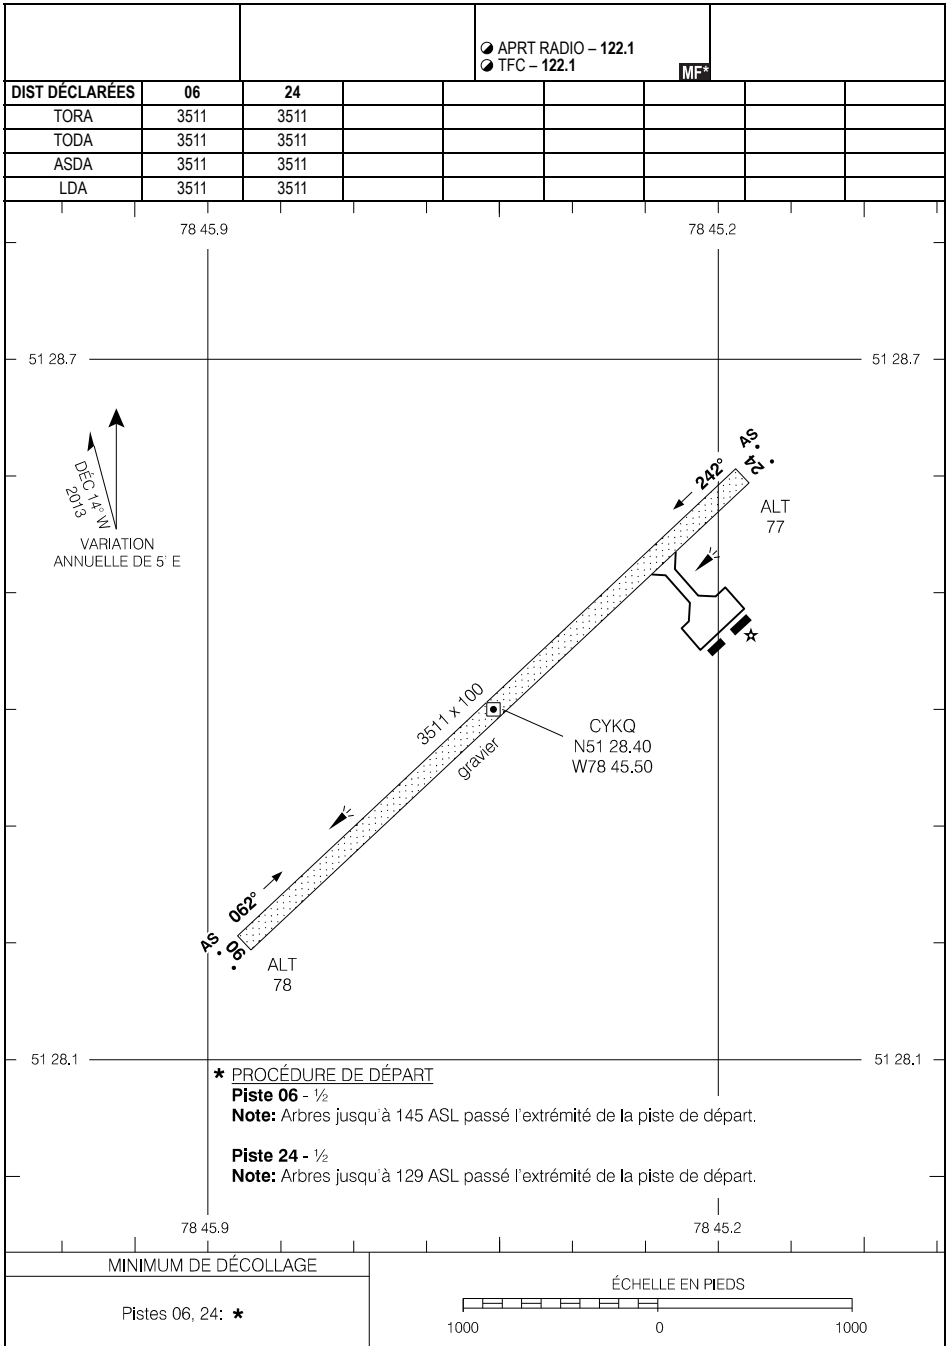 APRT RADIO – 122.1
TFC – 122.1
MF*
DIST DÉCLARÉES 06 24
TORA 3511 3511
TODA 3511 3511
ASDA 3511 3511
LDA 3511 3511
78 45.9 78 45.2
51 28.7 51 28.7
DÉC 14° W
2013
VARIATION
ANNUELLE DE 5' E
AS
24
242°
ALT
77
3511 x 100
gravier
CYKQ
N51 28.40
W78 45.50
062°
AS
06
ALT
78
51 28.1 51 28.1
* PROCÉDURE DE DÉPART
Piste 06 - ½
Note: Arbres jusqu'à 145 ASL passé l'extrémité de la piste de départ.
Piste 24 - ½
Note: Arbres jusqu'à 129 ASL passé l'extrémité de la piste de départ.
78 45.9 78 45.2
MINIMUM DE DÉCOLLAGE
Pistes 06, 24: *
ÉCHELLE EN PIEDS
1000 0 1000